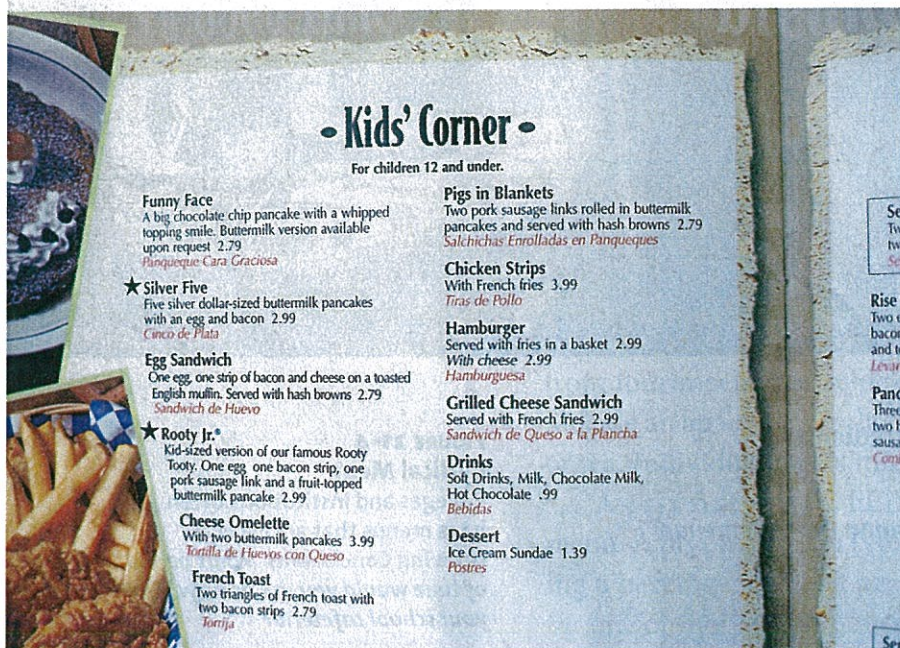 • Kids' Corner •
For children 12 and under.
Funny Face
A big chocolate chip pancake with a whipped
topping smile. Buttermilk version available
upon request 2.79
Panqueque Cara Graciosa
★ Silver Five
Five silver dollar-sized buttermilk pancakes
with an egg and bacon 2.99
Cinco de Plata
Egg Sandwich
One egg, one strip of bacon and cheese on a toasted
English muffin. Served with hash browns 2.79
Sandwich de Huevo
★ Rooty Jr.®
Kid-sized version of our famous Rooty
Tooty. One egg one bacon strip, one
pork sausage link and a fruit-topped
buttermilk pancake 2.99
Cheese Omelette
With two buttermilk pancakes 3.99
Tortilla de Huevos con Queso
French Toast
Two triangles of French toast with
two bacon strips 2.79
Torrija
Pigs in Blankets
Two pork sausage links rolled in buttermilk
pancakes and served with hash browns 2.79
Salchichas Enrolladas en Panqueques
Chicken Strips
With French fries 3.99
Tiras de Pollo
Hamburger
Served with fries in a basket 2.99
With cheese 2.99
Hamburguesa
Grilled Cheese Sandwich
Served with French fries 2.99
Sandwich de Queso a la Plancha
Drinks
Soft Drinks, Milk, Chocolate Milk,
Hot Chocolate .99
Bebidas
Dessert
Ice Cream Sundae 1.39
Postres
Rise
and
Three